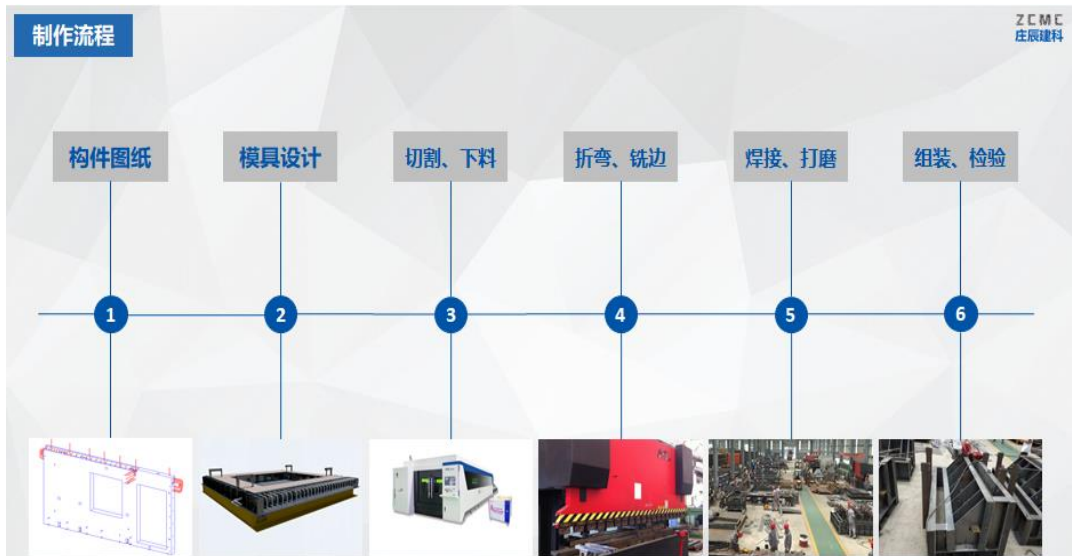 制作流程
ZCMC
庄辰建科
构件图纸
模具设计
切割、下料
折弯、铣边
焊接、打磨
组装、检验
1
2
3
4
5
6